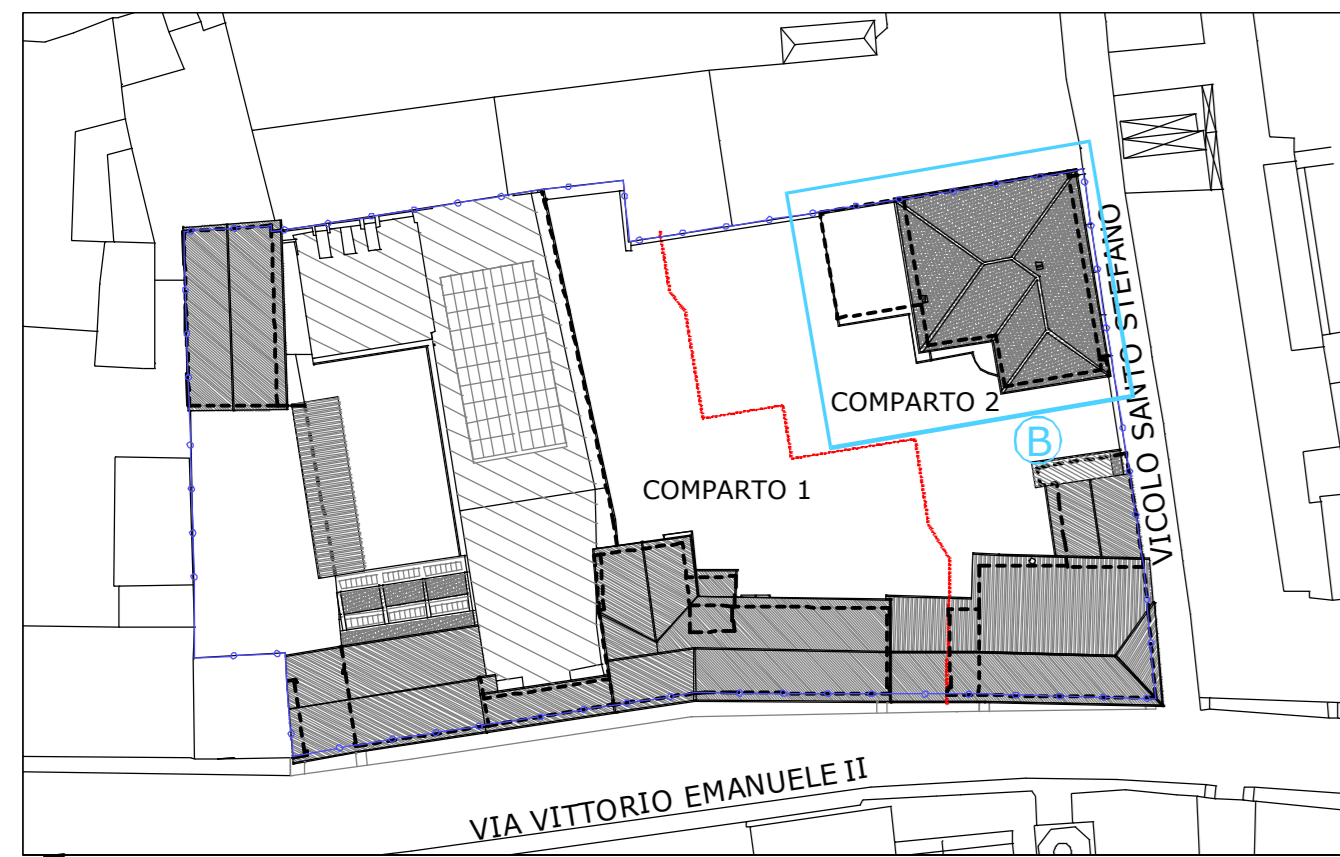 VICOLO SANTO STEFANO
COMPARTO 2
B
COMPARTO 1
VIA VITTORIO EMANUELE II